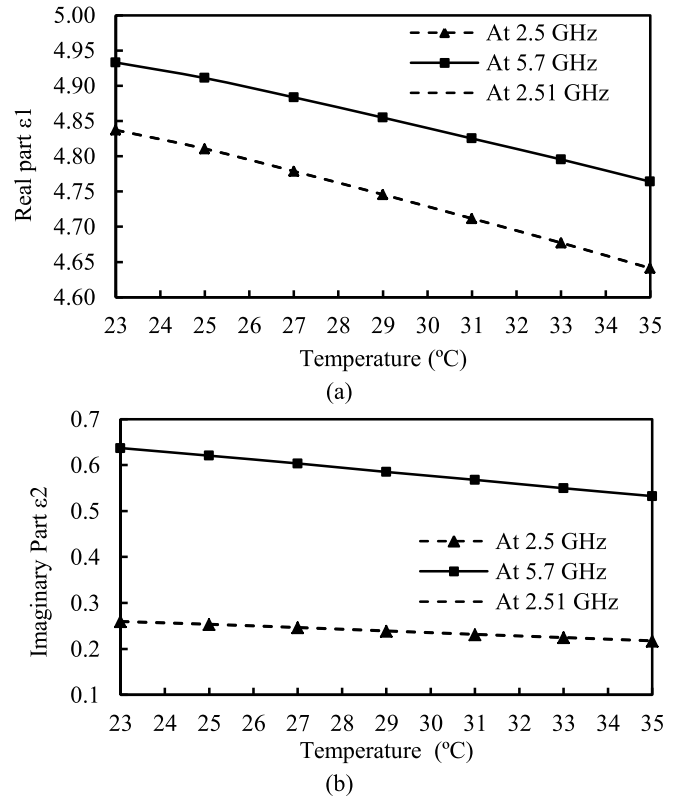 5.00
4.95
4.90
4.85
4.80
4.75
4.70
4.65
4.60
Real part ε1
At 2.5 GHz
At 5.7 GHz
At 2.51 GHz
23 24 25 26 27 28 29 30 31 32 33 34 35
Temperature (ºC)
(a)
0.7
0.6
0.5
0.4
0.3
0.2
0.1
Imaginary Part ε2
At 2.5 GHz
At 5.7 GHz
At 2.51 GHz
23 24 25 26 27 28 29 30 31 32 33 34 35
Temperature (ºC)
(b)